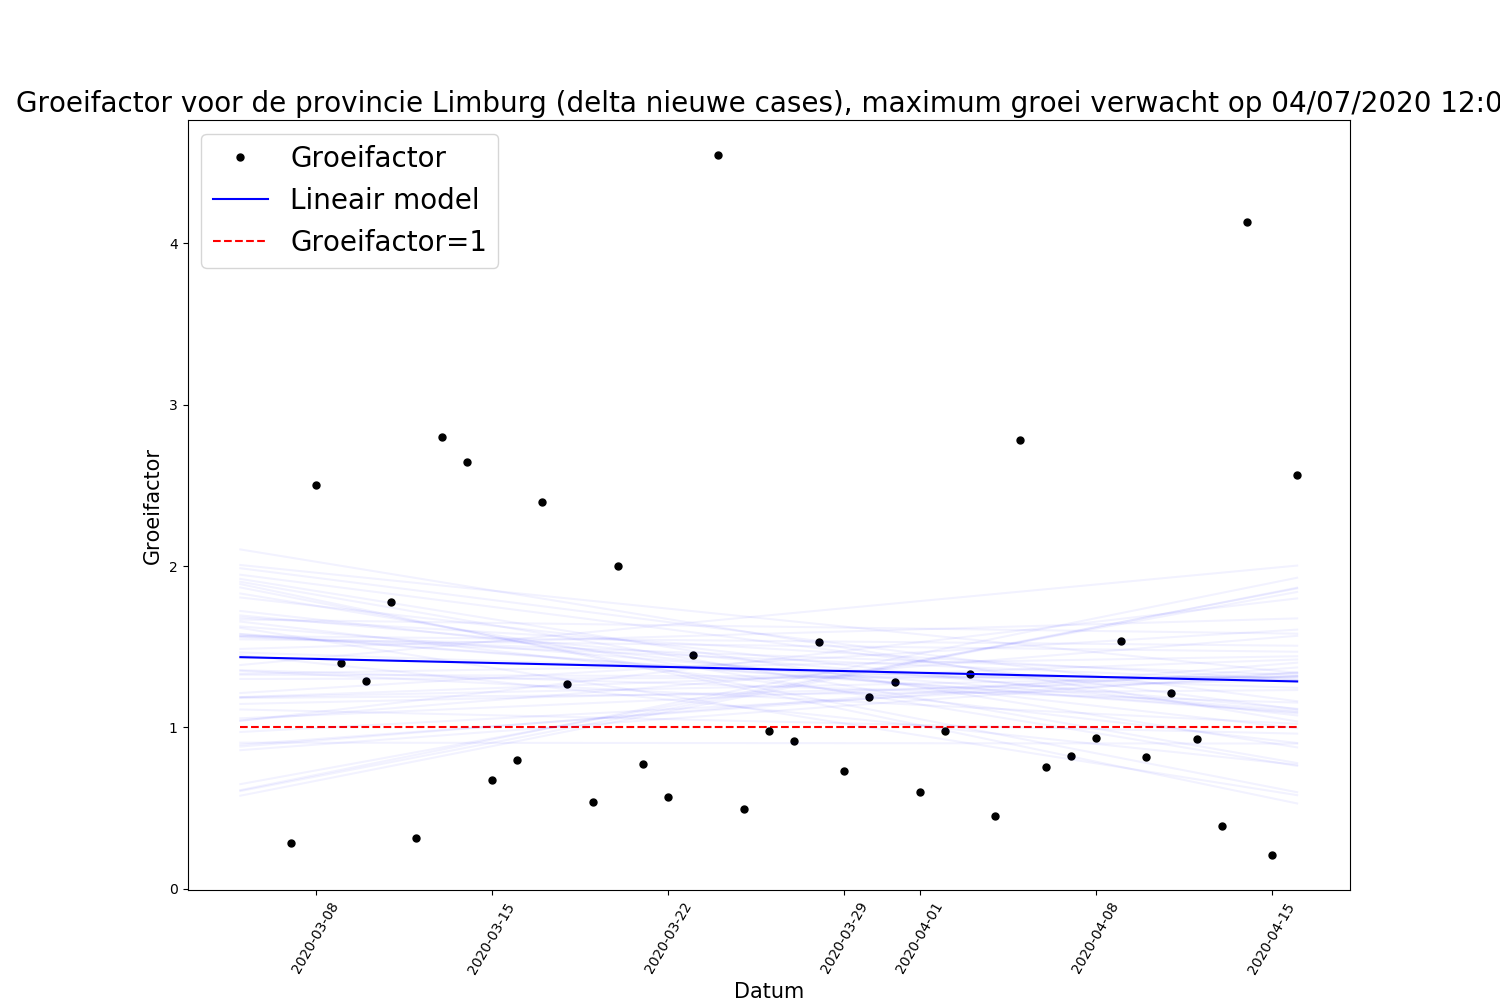 Groeifactor voor de provincie Limburg (delta nieuwe cases), maximum groei verwacht op 04/07/2020 12:0
Groeifactor
Lineair model
Groeifactor=1
4
3
2
1
0
Groeifactor
2020-03-08
2020-03-15
2020-03-22
2020-03-29
2020-04-01
2020-04-08
2020-04-15
Datum